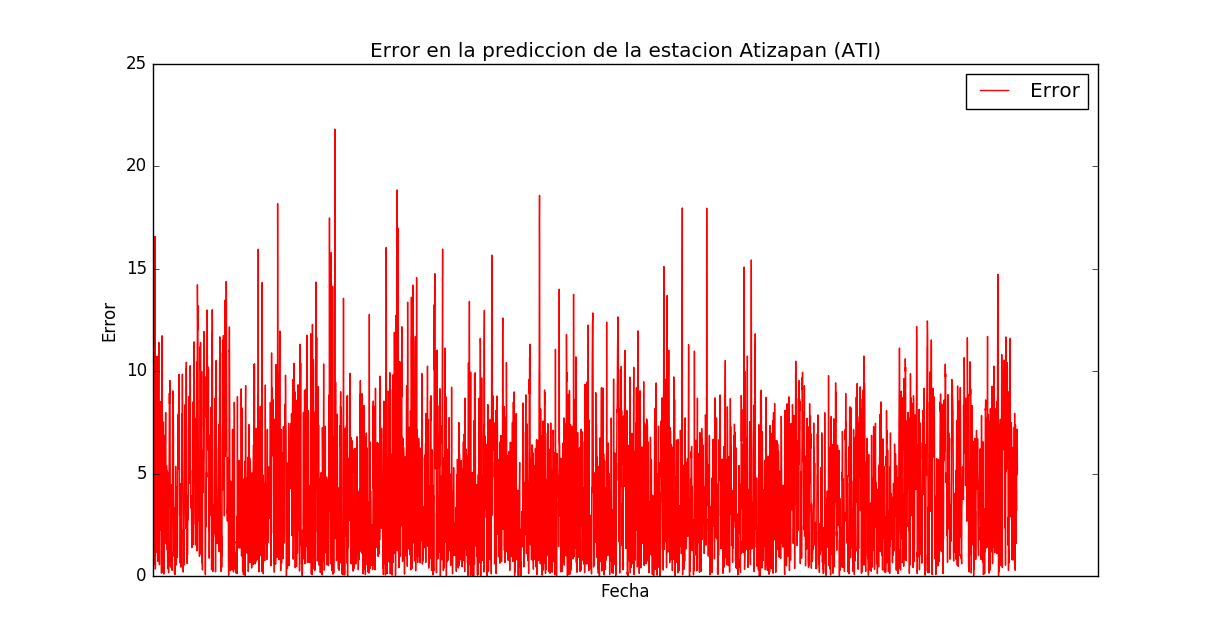 Error en la prediccion de la estacion Atizapan (ATI)
25
Error
20
15
Error
10
5
0
Fecha